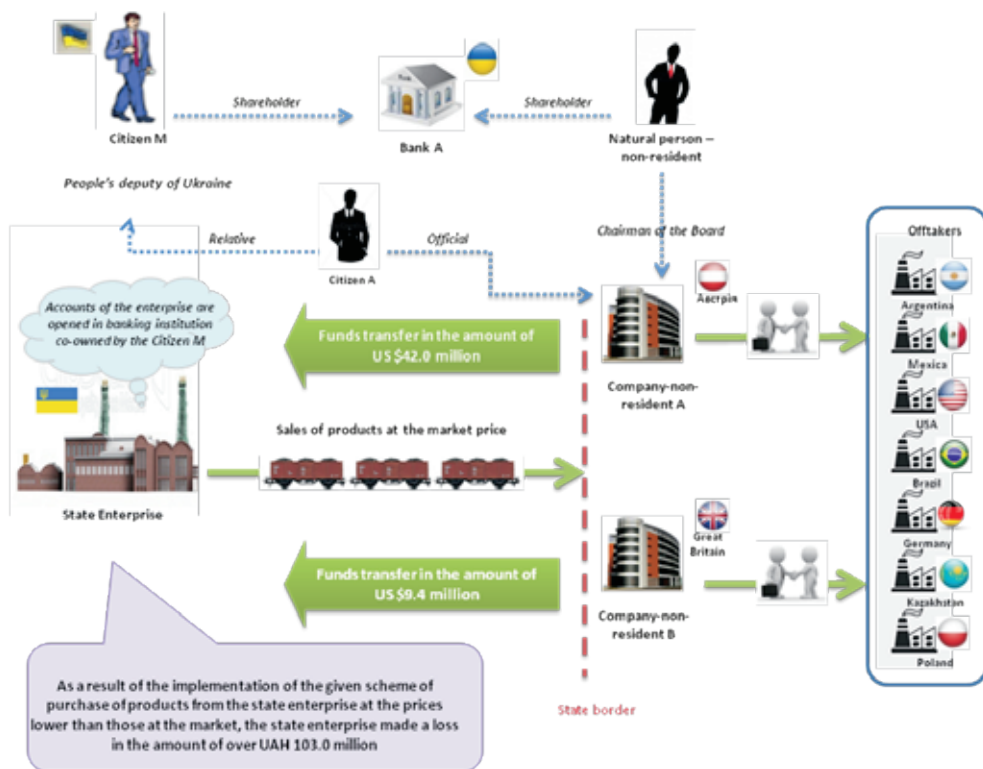 Citizen M
Shareholder
Bank A
Shareholder
Natural person –
non-resident
People's deputy of Ukraine
Relative
Citizen A
Official
Chairman of the Board
Offtakers
Accounts of the enterprise are
opened in banking institution
co-owned by the Citizen M
Funds transfer in the amount of
US $42.0 million
Company-non-
resident A
Argentina
Mexica
USA
Brazil
Germany
Kazakhstan
Poland
Sales of products at the market price
State Enterprise
Great
Britain
Funds transfer in the amount of
US $9.4 million
Company-non-
resident B
State border
As a result of the implementation of the given scheme of
purchase of products from the state enterprise at the prices
lower than those at the market, the state enterprise made a loss
in the amount of over UAH 103.0 million